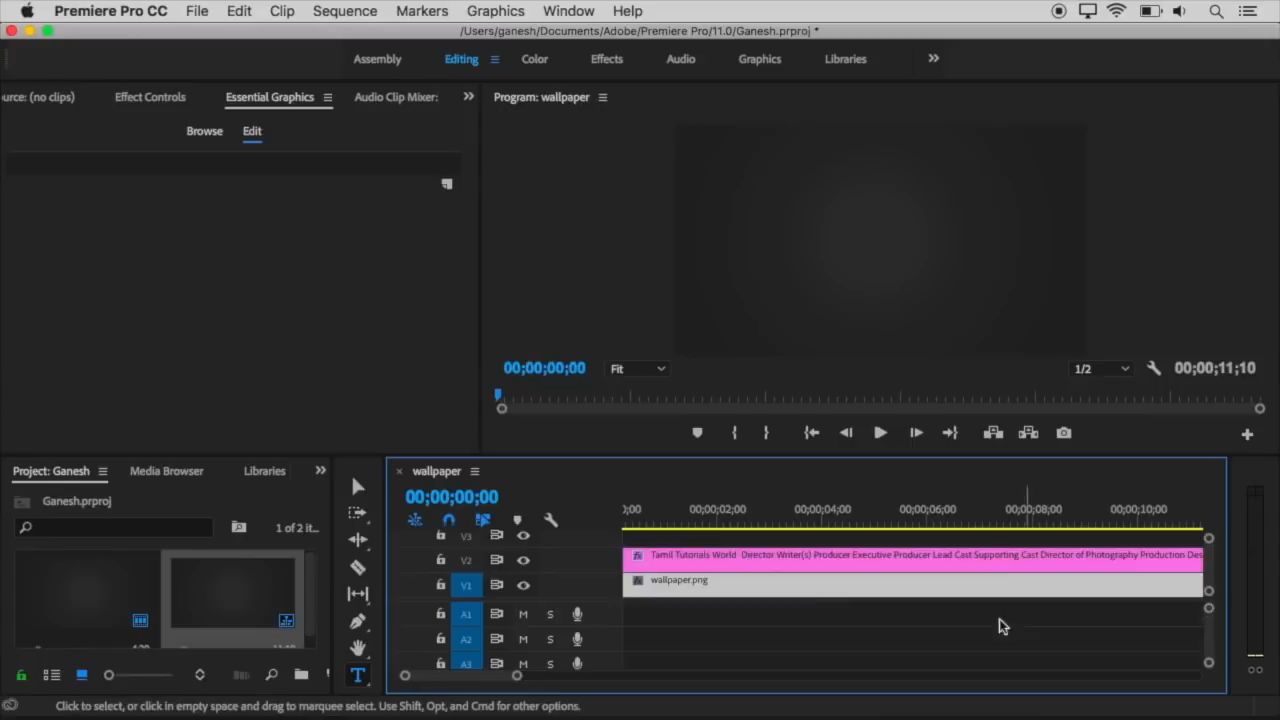 Premiere Pro CC File Edit Clip Sequence Markers Graphics Window Help
/Users/ganesh/Documents/Adobe/Premiere Pro/11.0/Ganesh.prproj *
Assembly Editing Color Effects Audio Graphics Libraries
urce: (no clips) Effect Controls Essential Graphics Audio Clip Mixer: Program: wallpaper
Browse Edit
00;00;00;00 Fit 1/2 00;00;11;10
Project: Ganesh Media Browser Libraries × wallpaper
Ganesh.prproj 00;00;00;00
1 of 2 it... ;00 00;00;02;00 00;00;04;00 00;00;06;00 00;00;08;00 00;00;10;00
V3
V2 Tamil Tutorials World Director Writer(s) Producer Executive Producer Lead Cast Supporting Cast Director of Photography Production Des
V1 wallpaper.png
A1 M S
A2 M S
A3 M S
Click to select, or click in empty space and drag to marquee select. Use Shift, Opt, and Cmd for other options.